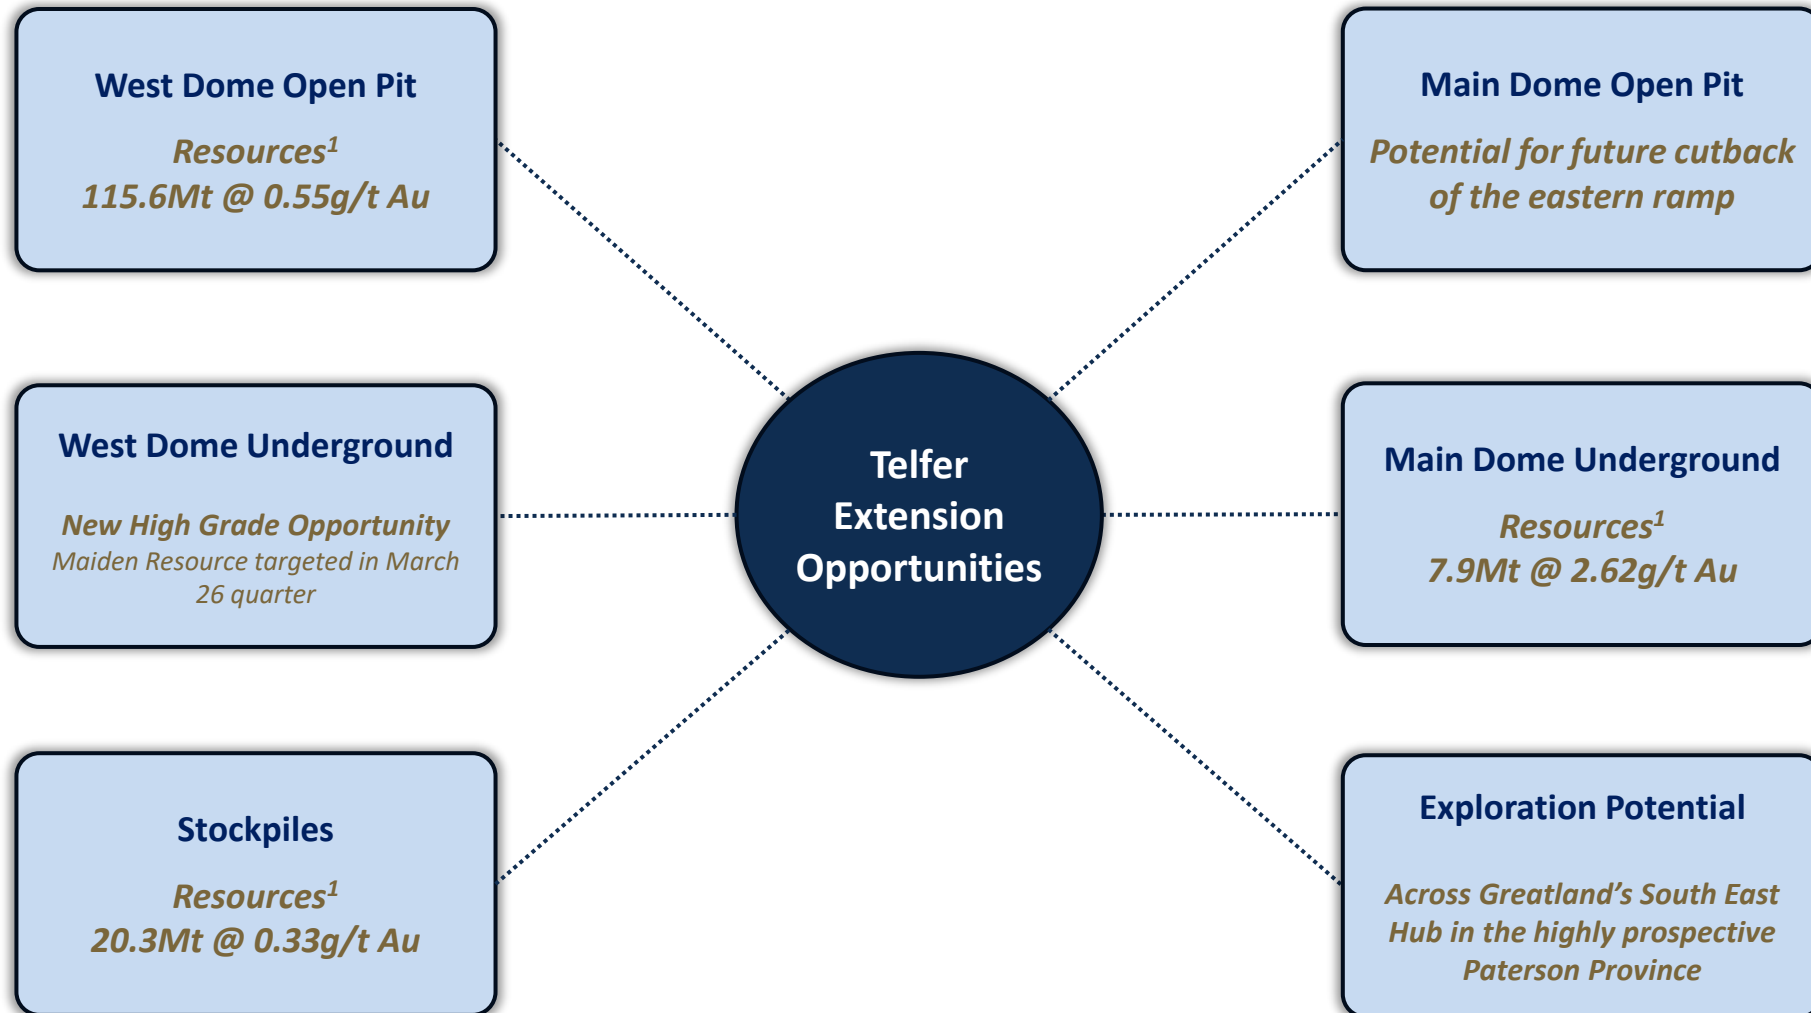 West Dome Open Pit
Resources¹
115.6Mt @ 0.55g/t Au
Main Dome Open Pit
Potential for future cutback
of the eastern ramp
West Dome Underground
New High Grade Opportunity
Maiden Resource targeted in March
26 quarter
Telfer
Extension
Opportunities
Main Dome Underground
Resources¹
7.9Mt @ 2.62g/t Au
Stockpiles
Resources¹
20.3Mt @ 0.33g/t Au
Exploration Potential
Across Greatland’s South East
Hub in the highly prospective
Paterson Province